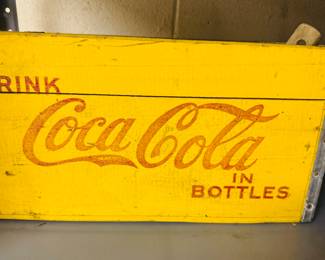 RINK
Coca Cola
IN
BOTTLES